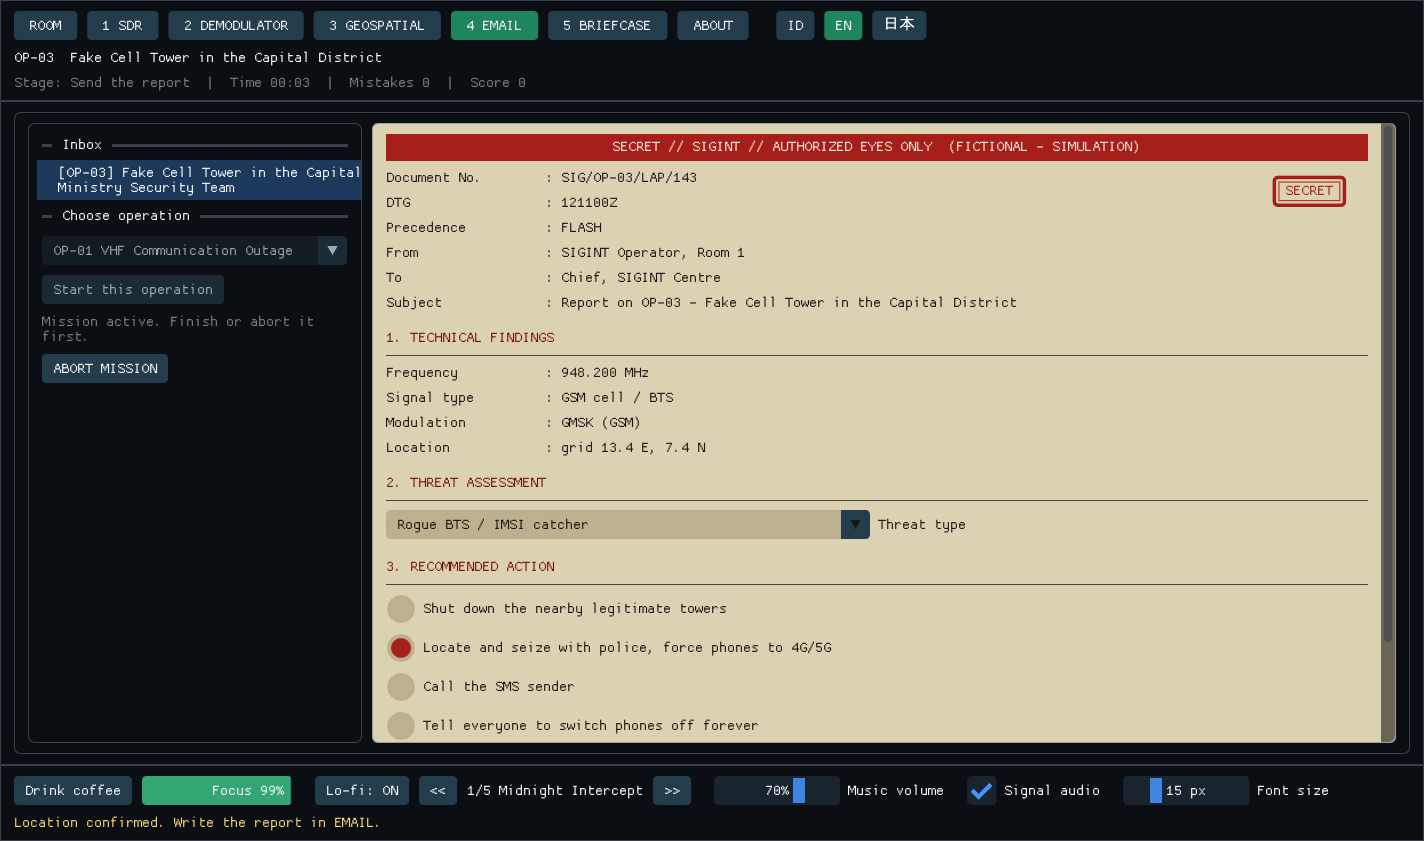 ROOM 1 SDR 2 DEMODULATOR 3 GEOSPATIAL 4 EMAIL 5 BRIEFCASE ABOUT ID EN 日本
OP-03 Fake Cell Tower in the Capital District
Stage: Send the report | Time 00:03 | Mistakes 0 | Score 0
Inbox
[OP-03] Fake Cell Tower in the Capital
Ministry Security Team
Choose operation
OP-01 VHF Communication Outage
Start this operation
Mission active. Finish or abort it
first.
ABORT MISSION
SECRET // SIGINT // AUTHORIZED EYES ONLY (FICTIONAL - SIMULATION)
SECRET
Document No. : SIG/OP-03/LAP/143
DTG : 121100Z
Precedence : FLASH
From : SIGINT Operator, Room 1
To : Chief, SIGINT Centre
Subject : Report on OP-03 - Fake Cell Tower in the Capital District
1. TECHNICAL FINDINGS
Frequency : 948.200 MHz
Signal type : GSM cell / BTS
Modulation : GMSK (GSM)
Location : grid 13.4 E, 7.4 N
2. THREAT ASSESSMENT
Rogue BTS / IMSI catcher Threat type
3. RECOMMENDED ACTION
Shut down the nearby legitimate towers
Locate and seize with police, force phones to 4G/5G
Call the SMS sender
Tell everyone to switch phones off forever
Drink coffee Focus 99% Lo-fi: ON << 1/5 Midnight Intercept >> 70% Music volume Signal audio 15 px Font size
Location confirmed. Write the report in EMAIL.